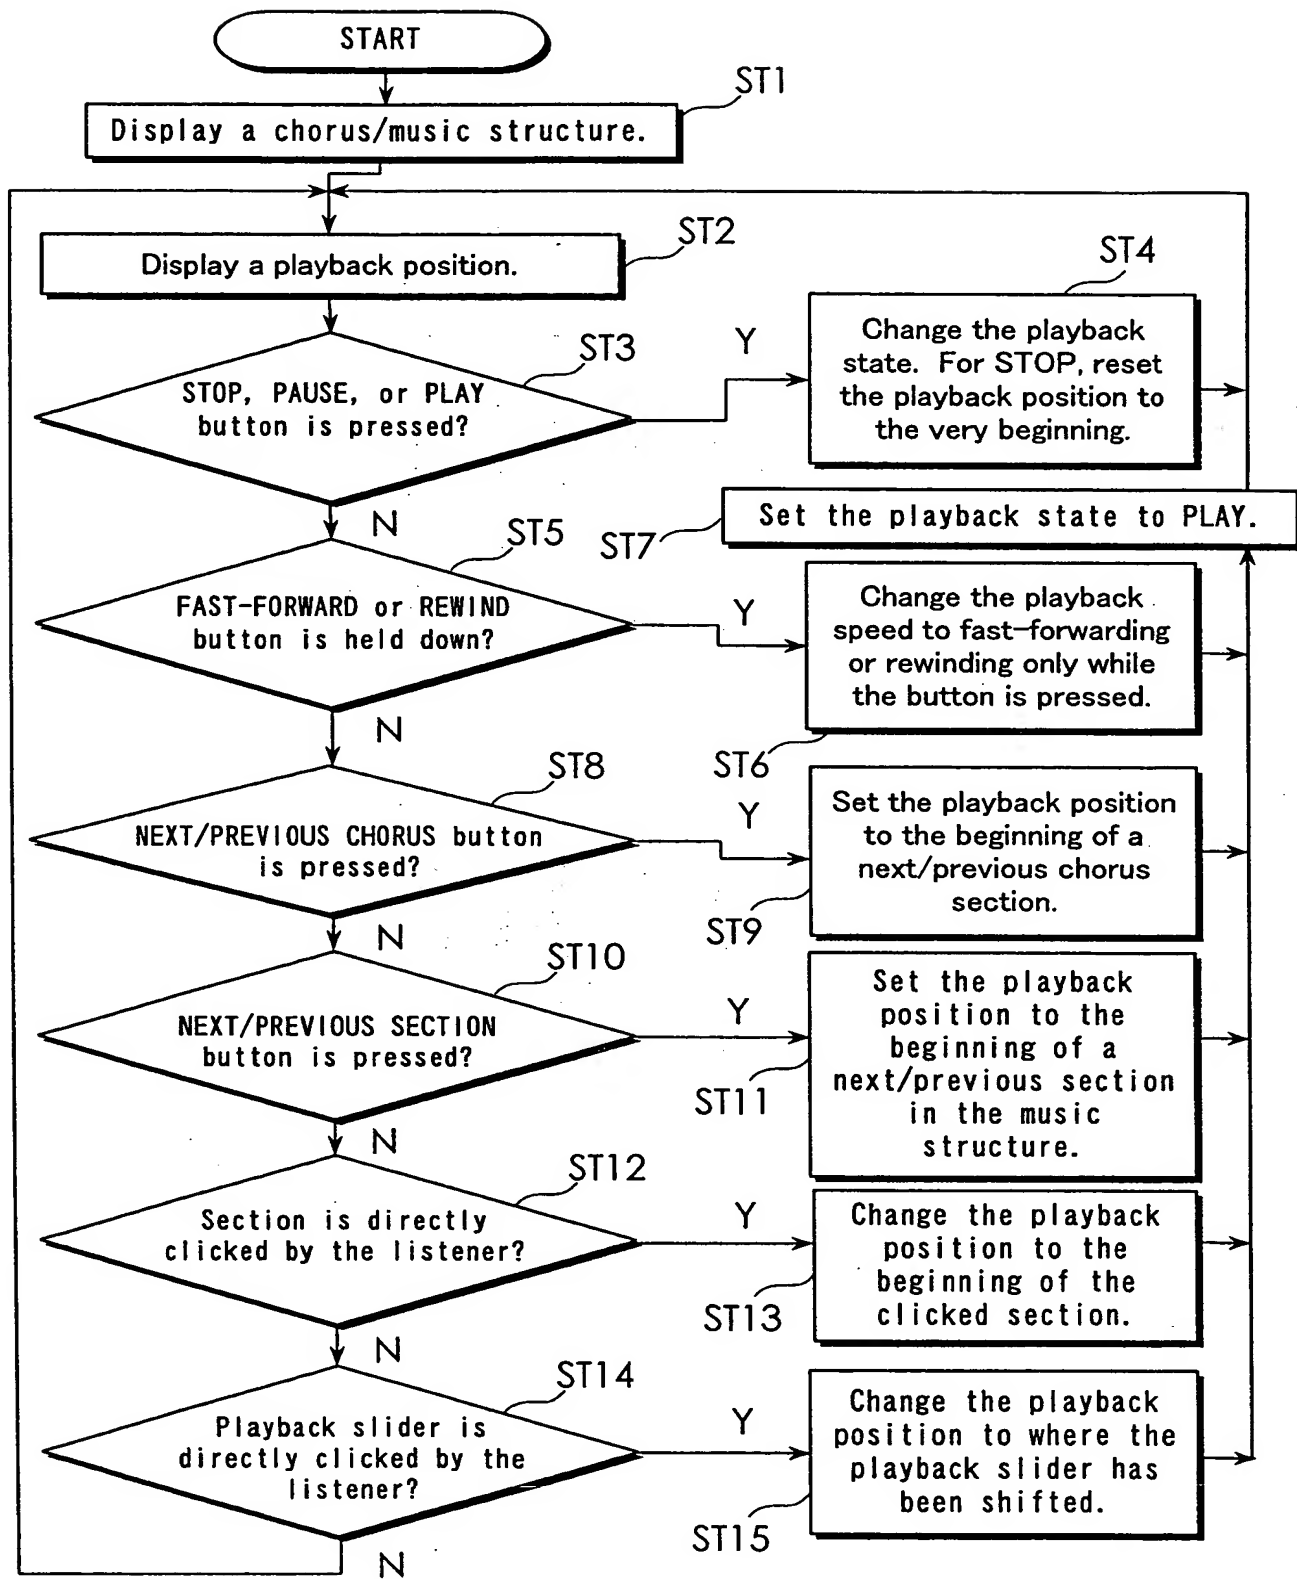 START
ST1
Display a chorus/music structure.
ST2
Display a playback position.
ST4
Change the playback
state. For STOP, reset
the playback position to
the very beginning.
ST3
Y
STOP, PAUSE, or PLAY
button is pressed?
N
ST7
Set the playback state to PLAY.
ST5
Y
FAST-FORWARD or REWIND
button is held down?
Change the playback
speed to fast-forwarding
or rewinding only while
the button is pressed.
ST6
N
ST8
Y
NEXT/PREVIOUS CHORUS button
is pressed?
Set the playback position
to the beginning of a
next/previous chorus
section.
ST9
N
ST10
Y
NEXT/PREVIOUS SECTION
button is pressed?
Set the playback
position to the
beginning of a
next/previous section
in the music
structure.
ST11
N
ST12
Y
Section is directly
clicked by the listener?
Change the playback
position to the
beginning of the
clicked section.
ST13
N
ST14
Y
Playback slider is
directly clicked by the
listener?
Change the playback
position to where the
playback slider has
been shifted.
ST15
N